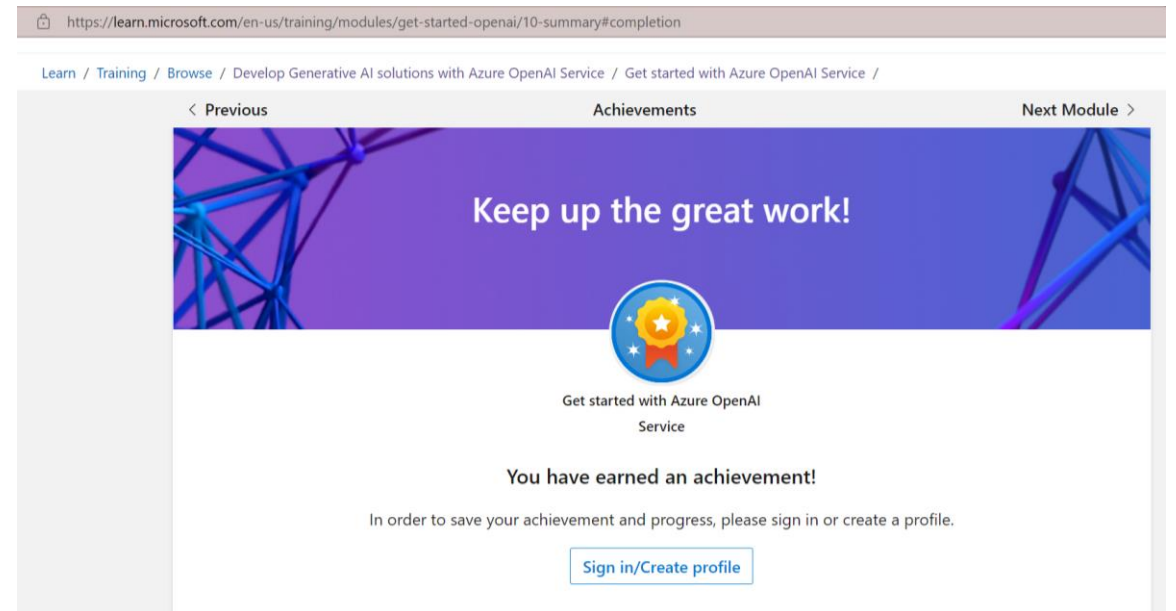 https://learn.microsoft.com/en-us/training/modules/get-started-openai/10-summary#completion
Learn / Training / Browse / Develop Generative AI solutions with Azure OpenAI Service / Get started with Azure OpenAI Service /
< Previous
Achievements
Next Module >
Keep up the great work!
Get started with Azure OpenAI
Service
You have earned an achievement!
In order to save your achievement and progress, please sign in or create a profile.
Sign in/Create profile